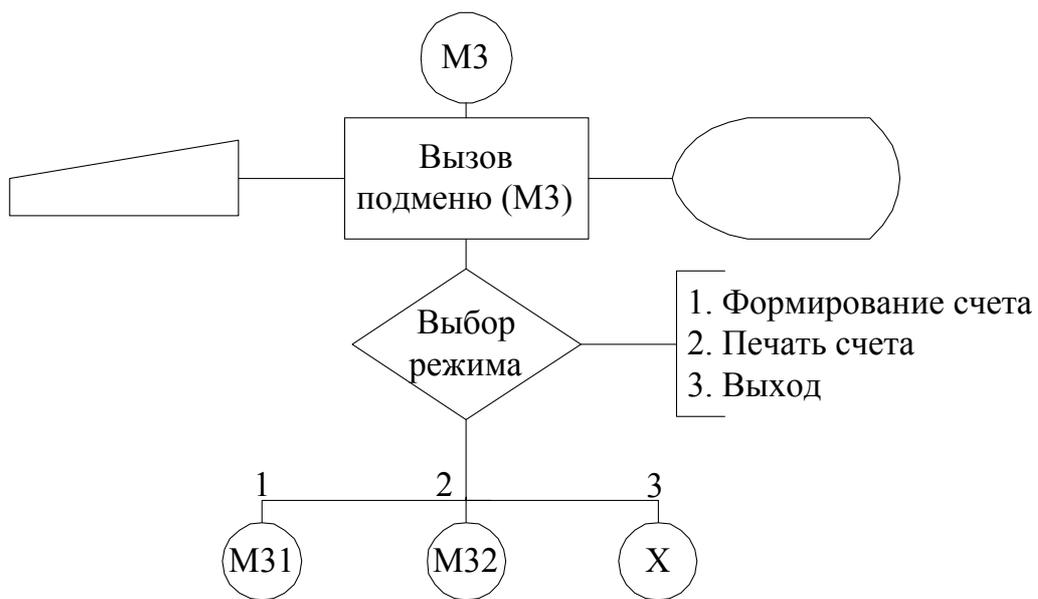 М3
Вызов
подменю (М3)
Выбор
режима
1. Формирование счета
2. Печать счета
3. Выход
1
2
3
М31
М32
Х